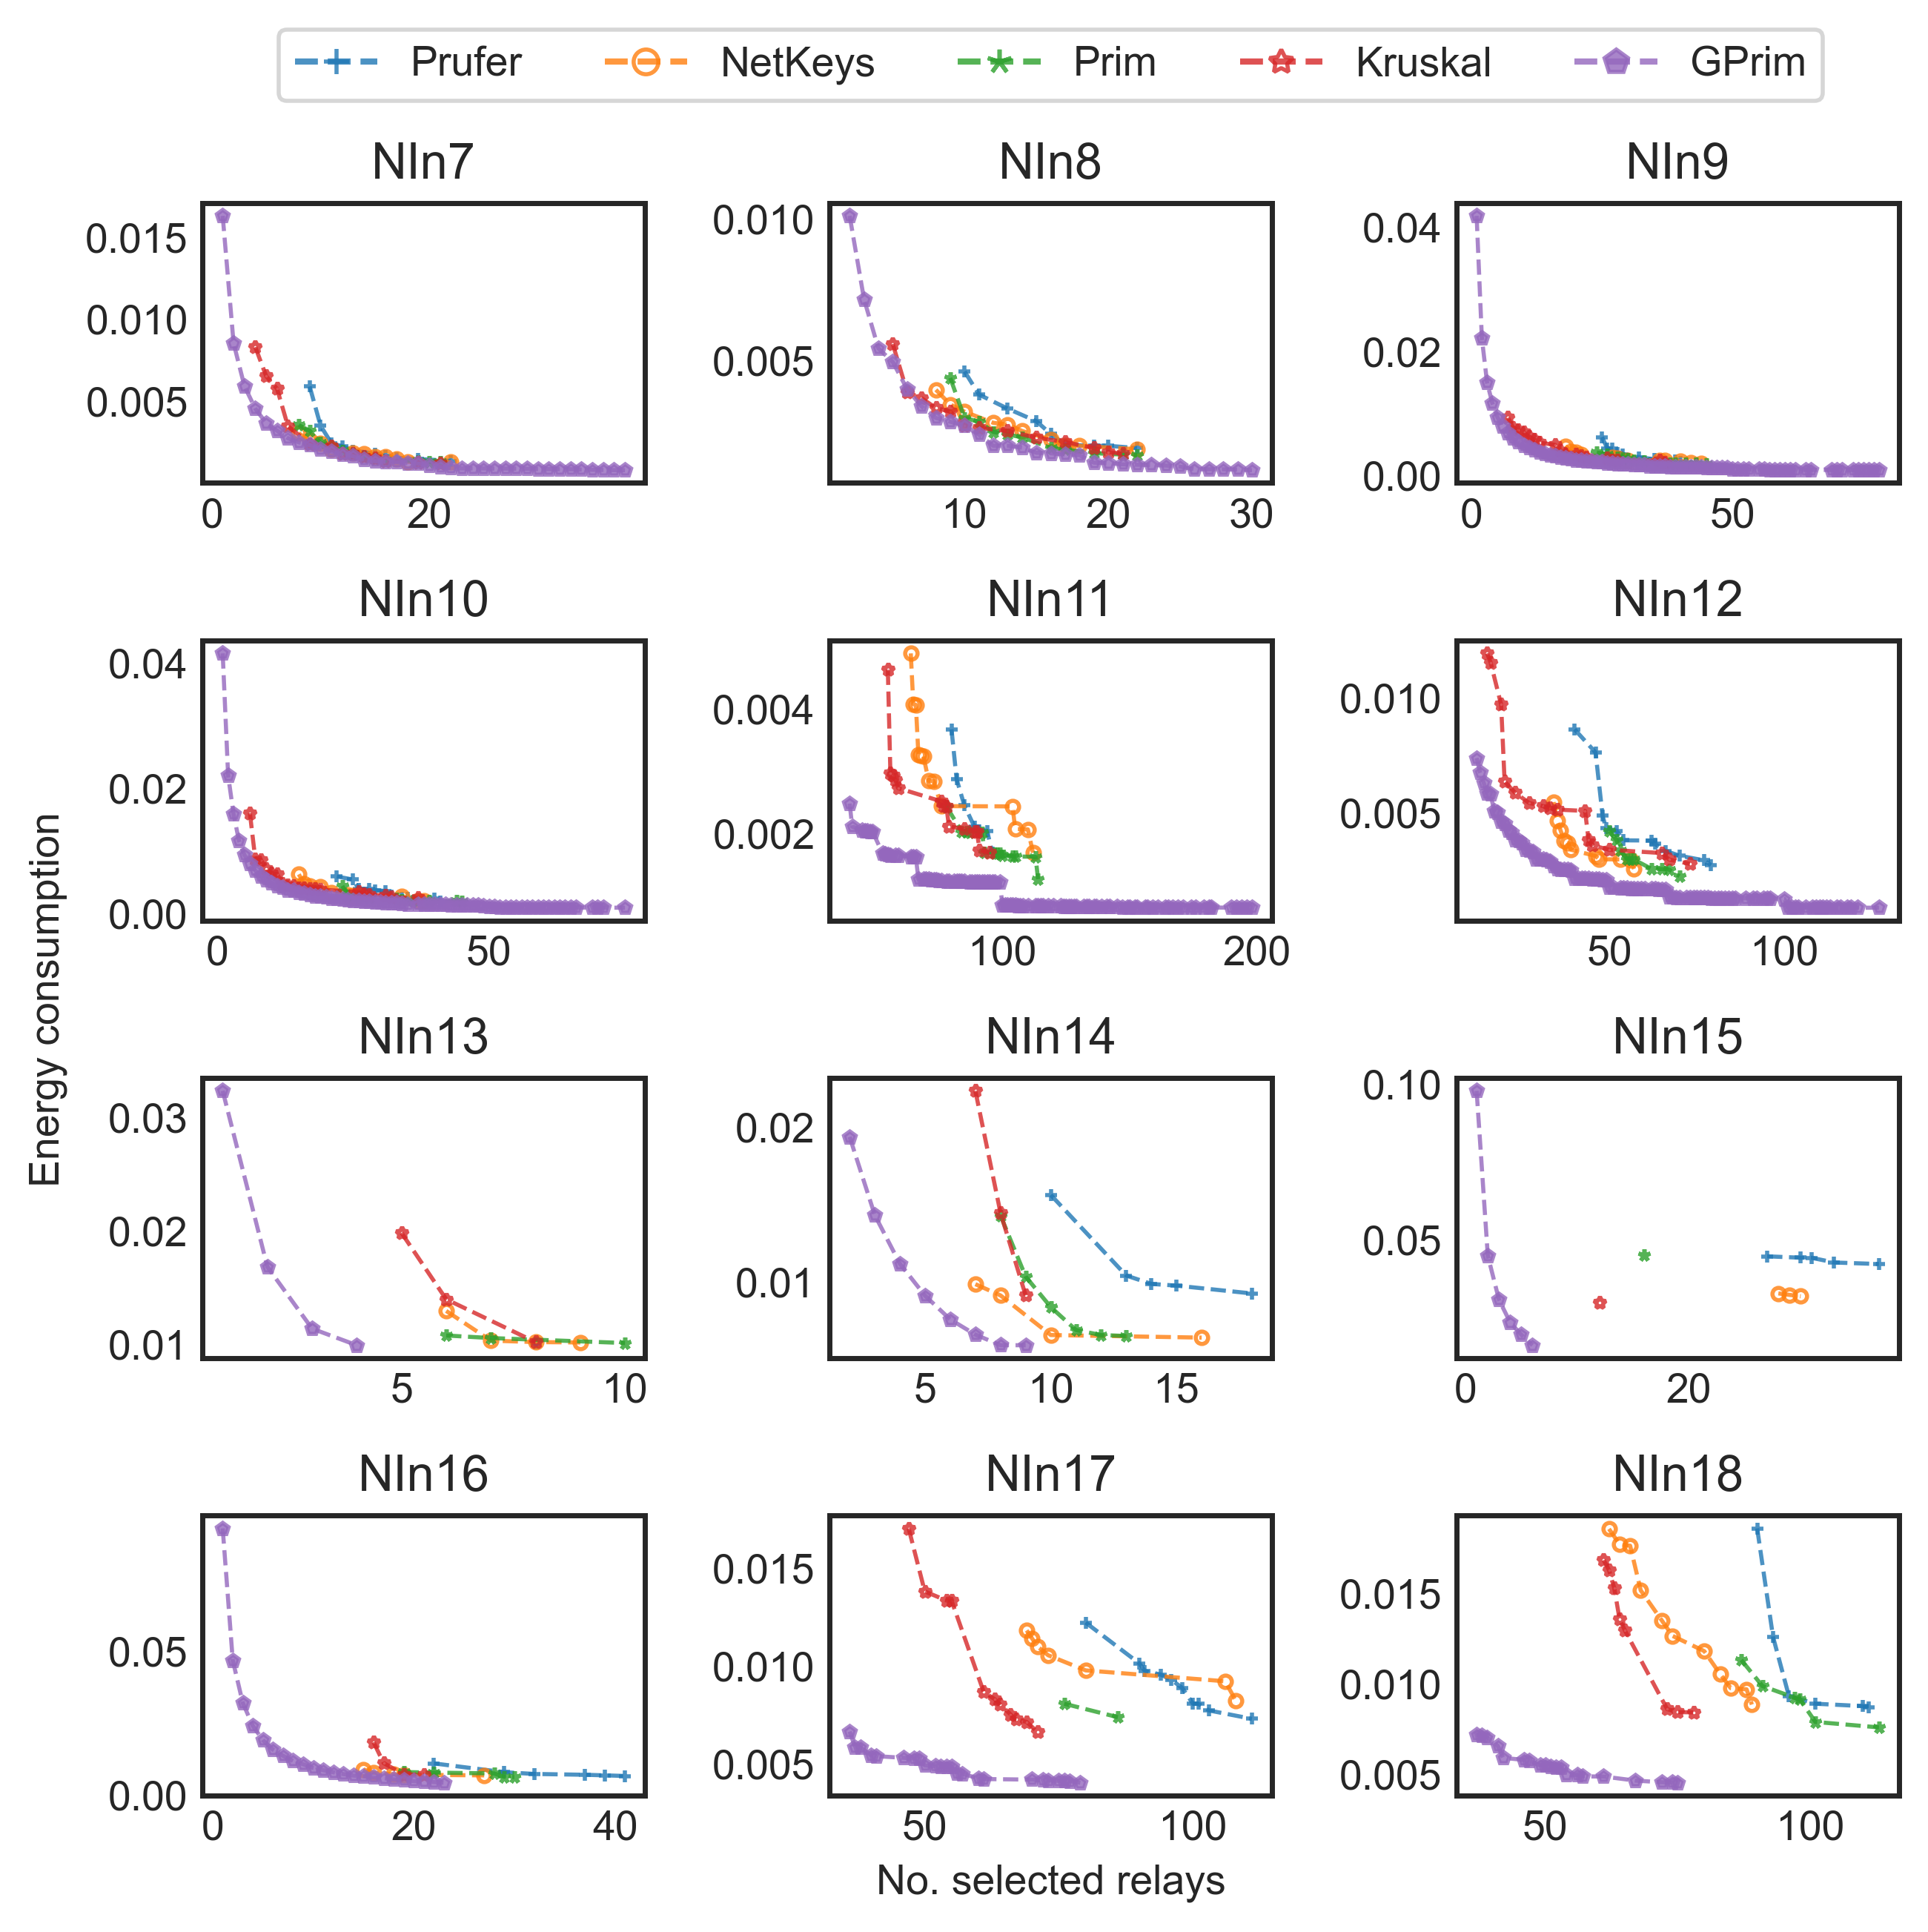 Prufer NetKeys Prim Kruskal GPrim
NIn7 NIn8 NIn9
0.015 0.010 0.04
0.010 0.005 0.02
0.005 0.00
0 20 10 20 30 0 50
NIn10 NIn11 NIn12
0.04 0.004 0.010
0.02 0.002 0.005
0.00
0 50 100 200 50 100
Energy consumption
NIn13 NIn14 NIn15
0.03 0.02 0.10
0.02 0.01 0.05
0.01
5 10 5 10 15 0 20
NIn16 NIn17 NIn18
0.05 0.015 0.015
0.00 0.010 0.010
0.005 0.005
0 20 40 50 100 50 100
No. selected relays